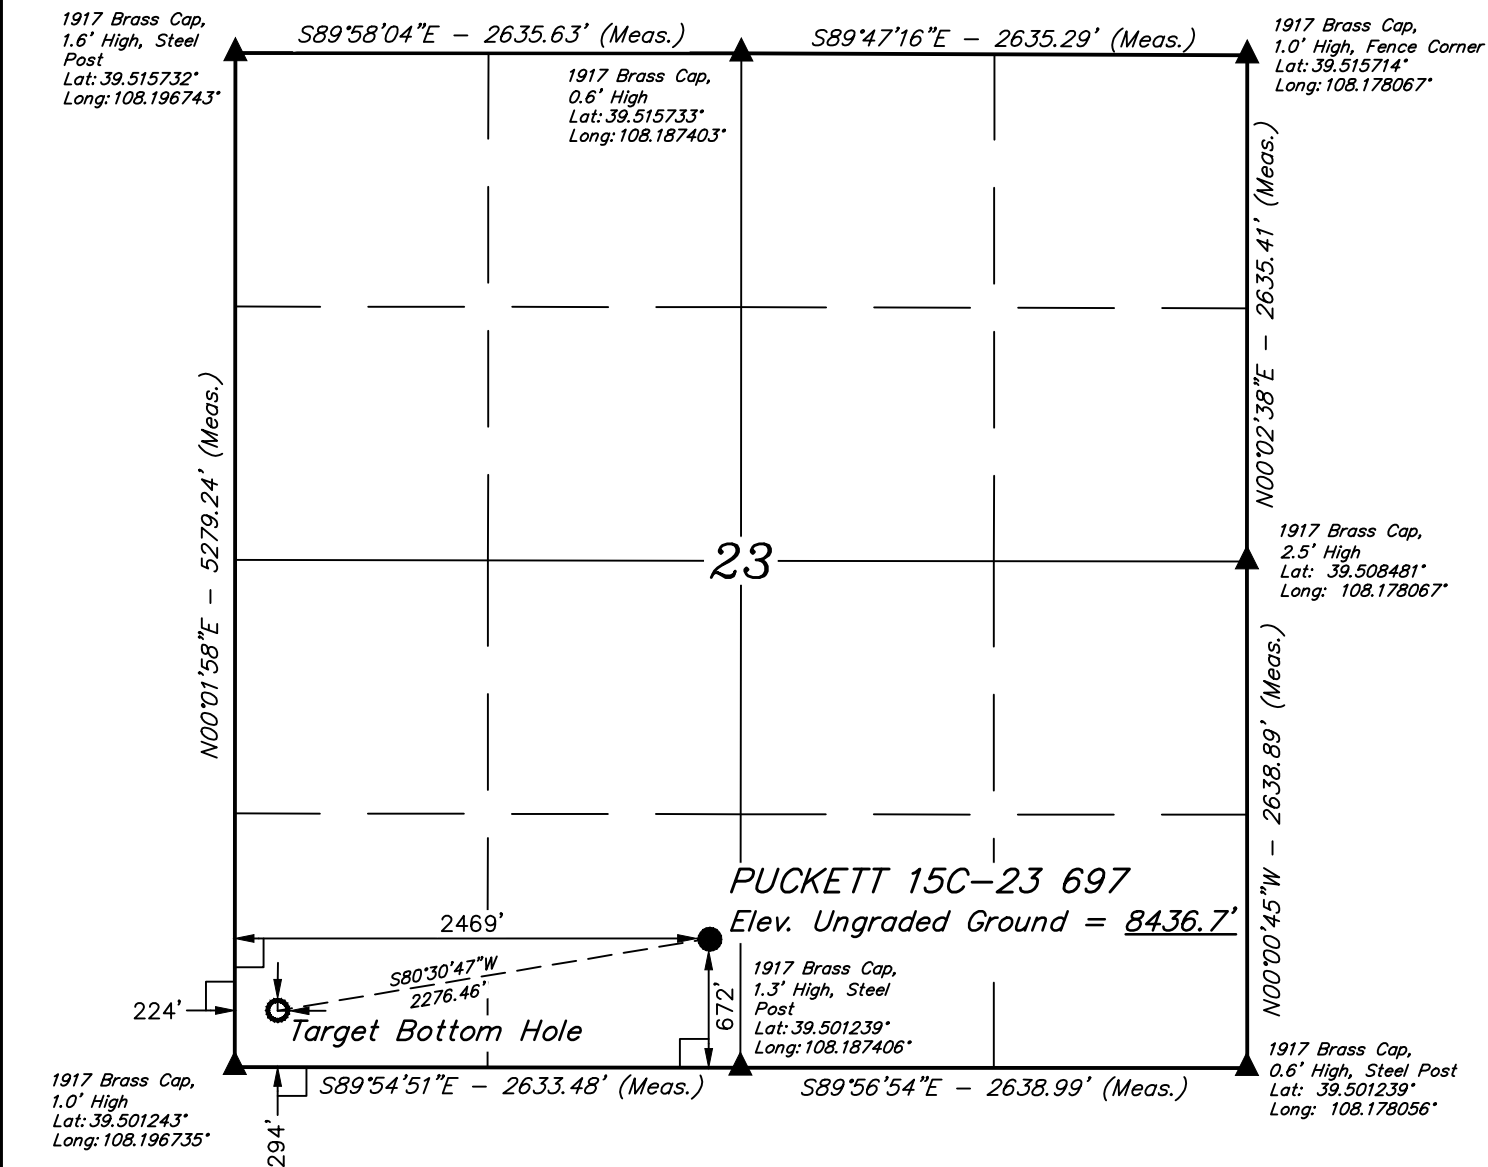 1917 Brass Cap,
1.6' High, Steel
Post
Lat: 39.515732°
Long: 108.196743°
S89°58'04"E – 2635.63' (Meas.)
1917 Brass Cap,
0.6' High
Lat: 39.515733°
Long: 108.187403°
S89°47'16"E – 2635.29' (Meas.)
1917 Brass Cap,
1.0' High, Fence Corner
Lat: 39.515714°
Long: 108.178067°
N00°02'38"E – 2635.41' (Meas.)
N00°01'58"E – 5279.24' (Meas.)
23
1917 Brass Cap,
2.5' High
Lat: 39.508481°
Long: 108.178067°
N00°00'45"W – 2638.89' (Meas.)
PUCKETT 15C–23 697
Elev. Ungraded Ground = 8436.7'
2469'
S80°30'47"W
2276.46'
224'
Target Bottom Hole
672'
1917 Brass Cap,
1.3' High, Steel
Post
Lat: 39.501239°
Long: 108.187406°
1917 Brass Cap,
1.0' High
Lat: 39.501243°
Long: 108.196735°
294'
S89°54'51"E – 2633.48' (Meas.)
S89°56'54"E – 2638.99' (Meas.)
1917 Brass Cap,
0.6' High, Steel Post
Lat: 39.501239°
Long: 108.178056°